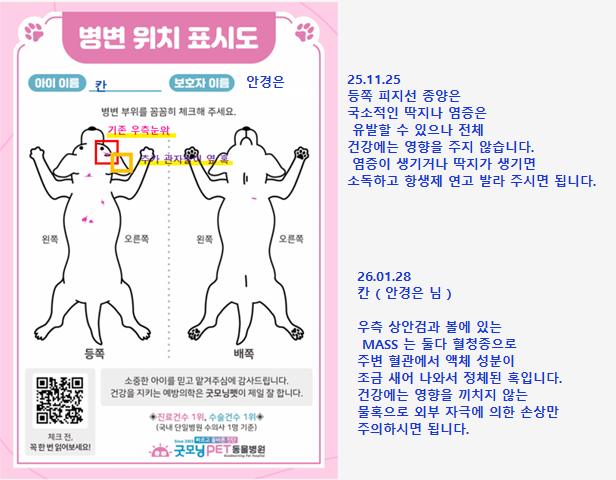 병변 위치 표시도
아이 이름 칸 보호자 이름 안경은
병변 부위를 꼼꼼히 체크해 주세요.
기존 우측눈위
추가 관자놀이 옆 혹
왼쪽 오른쪽 왼쪽 오른쪽
등쪽 배쪽
체크 전,
꼭 한 번 읽어보세요!
소중한 아이를 믿고 맡겨주심에 감사드립니다.
건강을 지키는 예방의학은 굿모닝펫이 제일 잘 합니다.
진료건수 1위, 수술건수 1위
(국내 단일병원 수의사 1명 기준)
Since 2003
굿모닝PET동물병원
25.11.25
등쪽 피지선 종양은
국소적인 딱지나 염증은
유발할 수 있으나 전체
건강에는 영향을 주지 않습니다.
염증이 생기거나 딱지가 생기면
소독하고 항생제 연고 발라 주시면 됩니다.
26.01.28
칸 ( 안경은 님 )
우측 상안검과 볼에 있는
MASS 는 둘다 혈청종으로
주변 혈관에서 액체 성분이
조금 새어 나와서 정체된 혹입니다.
건강에는 영향을 끼치지 않는
물혹으로 외부 자극에 의한 손상만
주의하시면 됩니다.